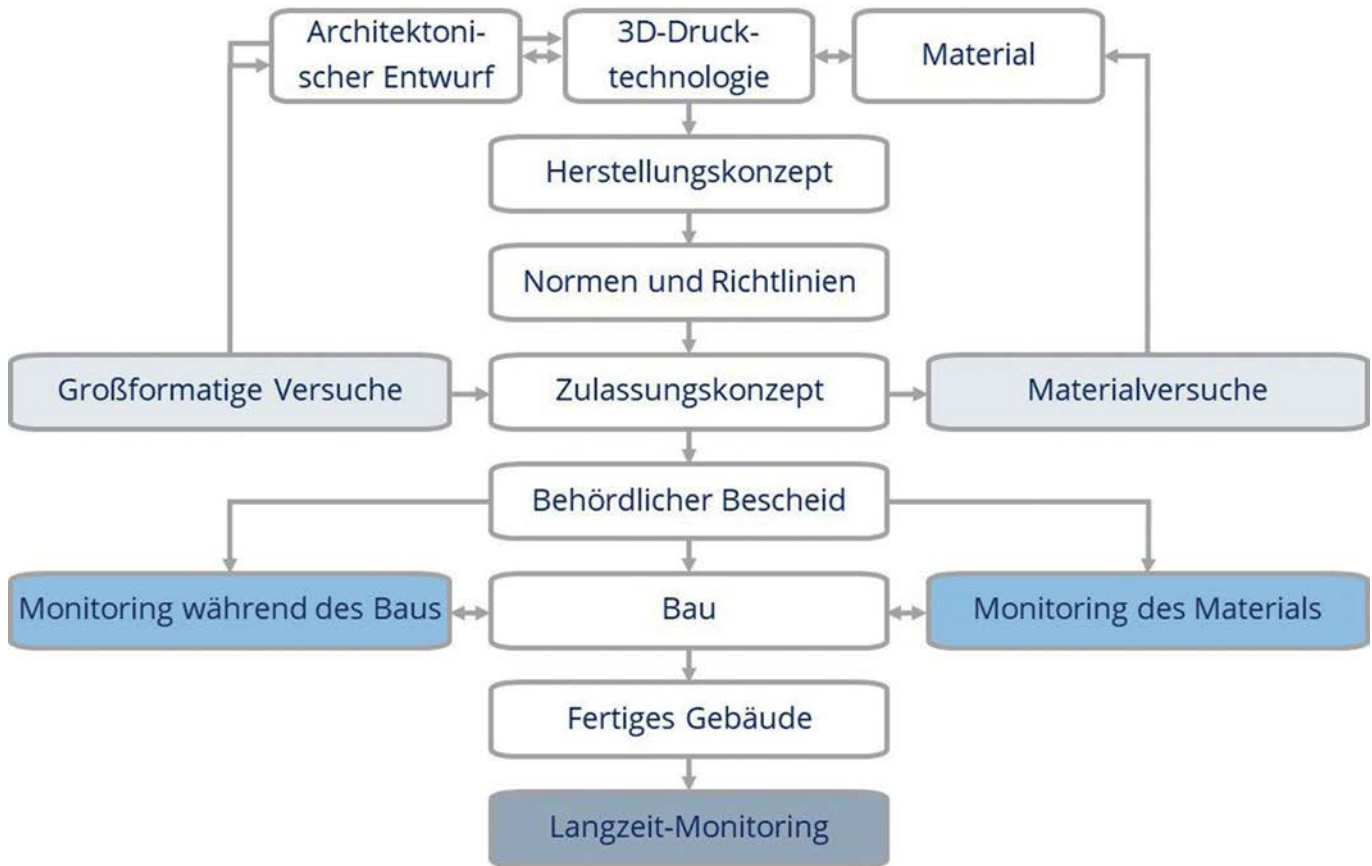 Architektoni-
scher Entwurf
3D-Druck-
technologie
Material
Herstellungskonzept
Normen und Richtlinien
Großformatige Versuche
Zulassungskonzept
Materialversuche
Behördlicher Bescheid
Monitoring während des Baus
Bau
Monitoring des Materials
Fertiges Gebäude
Langzeit-Monitoring